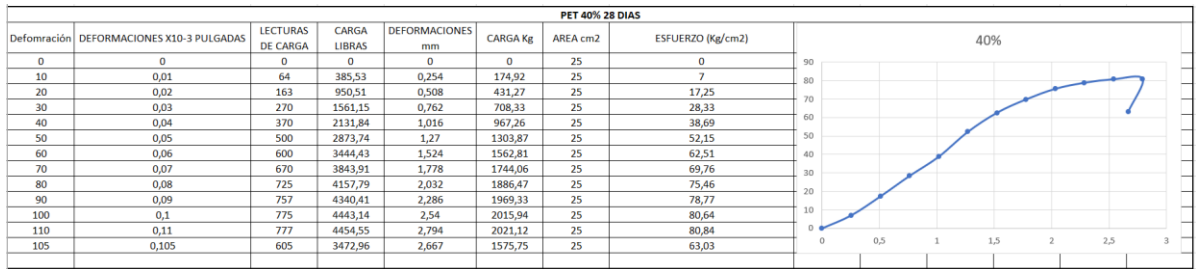 PET 40% 28 DIAS
Defomración DEFORMACIONES X10-3 PULGADAS LECTURAS DE CARGA CARGA LIBRAS DEFORMACIONES mm CARGA Kg AREA cm2 ESFUERZO (Kg/cm2)
0 0 0 0 0 0 25 0
10 0,01 64 385,53 0,254 174,92 25 7
20 0,02 163 950,51 0,508 431,27 25 17,25
30 0,03 270 1561,15 0,762 708,33 25 28,33
40 0,04 370 2131,84 1,016 967,26 25 38,69
50 0,05 500 2873,74 1,27 1303,87 25 52,15
60 0,06 600 3444,43 1,524 1562,81 25 62,51
70 0,07 670 3843,91 1,778 1744,06 25 69,76
80 0,08 725 4157,79 2,032 1886,47 25 75,46
90 0,09 757 4340,41 2,286 1969,33 25 78,77
100 0,1 775 4443,14 2,54 2015,94 25 80,64
110 0,11 777 4454,55 2,794 2021,12 25 80,84
105 0,105 605 3472,96 2,667 1575,75 25 63,03
40%
90
80
70
60
50
40
30
20
10
0
0 0,5 1 1,5 2 2,5 3